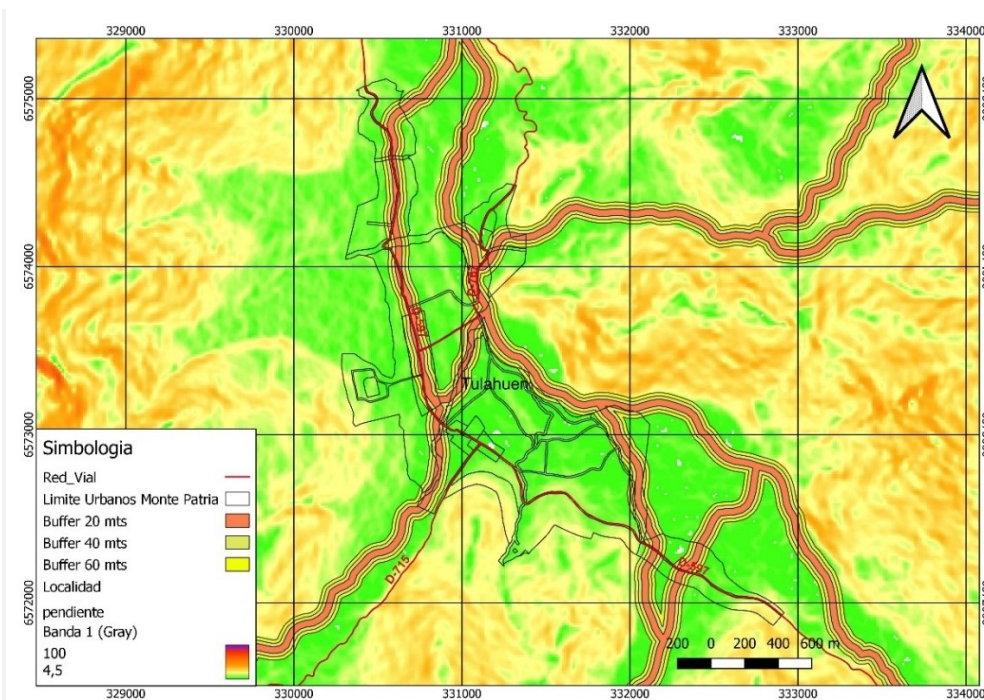 329000 330000 331000 332000 333000 334000
6575000
6574000
6573000
6572000
D-597
Tulahuen
D-597
D-715
Simbologia
Red_Vial
Limite Urbanos Monte Patria
Buffer 20 mts
Buffer 40 mts
Buffer 60 mts
Localidad
pendiente
Banda 1 (Gray)
100
4,5
200 0 200 400 600 m
329000 330000 331000 332000 333000 334000